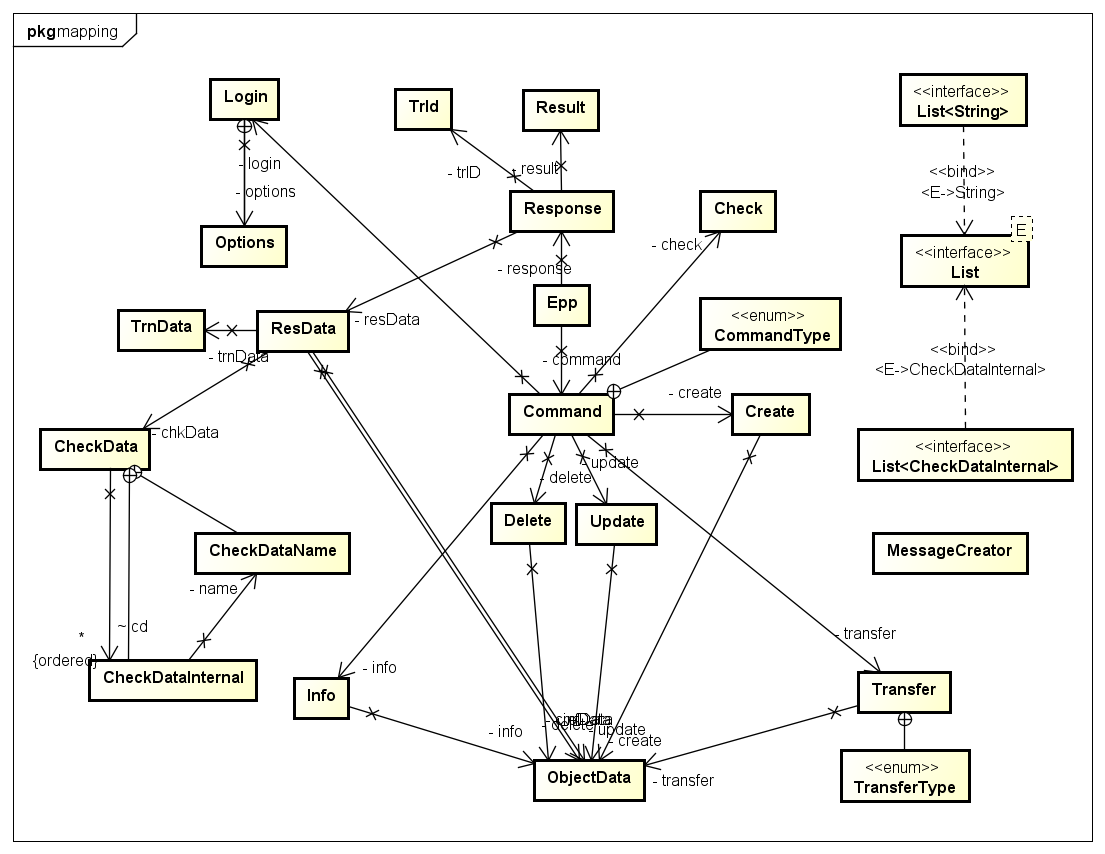 pkg mapping
Login
TrId
Result
<<interface>>
List<String>
- login
- trID
- result
<<bind>>
<E->String>
- options
Response
Check
E
Options
- check
<<interface>>
List
- response
Epp
<<enum>>
CommandType
TrnData
ResData
- resData
- trnData
- command
<<bind>>
<E->CheckDataInternal>
- create
Command
Create
- chkData
CheckData
<<interface>>
List<CheckDataInternal>
- update
- delete
Delete
Update
CheckDataName
MessageCreator
- name
~ cd
*
{ordered}
- transfer
CheckDataInternal
- info
Info
Transfer
- delete
- update
- info
- create
<<enum>>
TransferType
ObjectData
- transfer